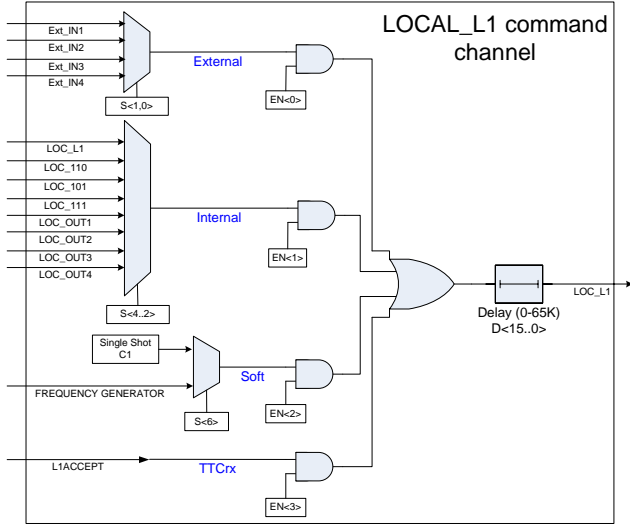 LOCAL_L1 command
channel
Ext_IN1
Ext_IN2
Ext_IN3
Ext_IN4
External
S<1,0>
EN<0>
LOC_L1
LOC_110
LOC_101
LOC_111
LOC_OUT1
LOC_OUT2
LOC_OUT3
LOC_OUT4
Internal
EN<1>
S<4..2>
LOC_L1
Delay (0-65K)
D<15..0>
Single Shot
C1
Soft
FREQUENCY GENERATOR
EN<2>
S<6>
L1ACCEPT
TTCrx
EN<3>